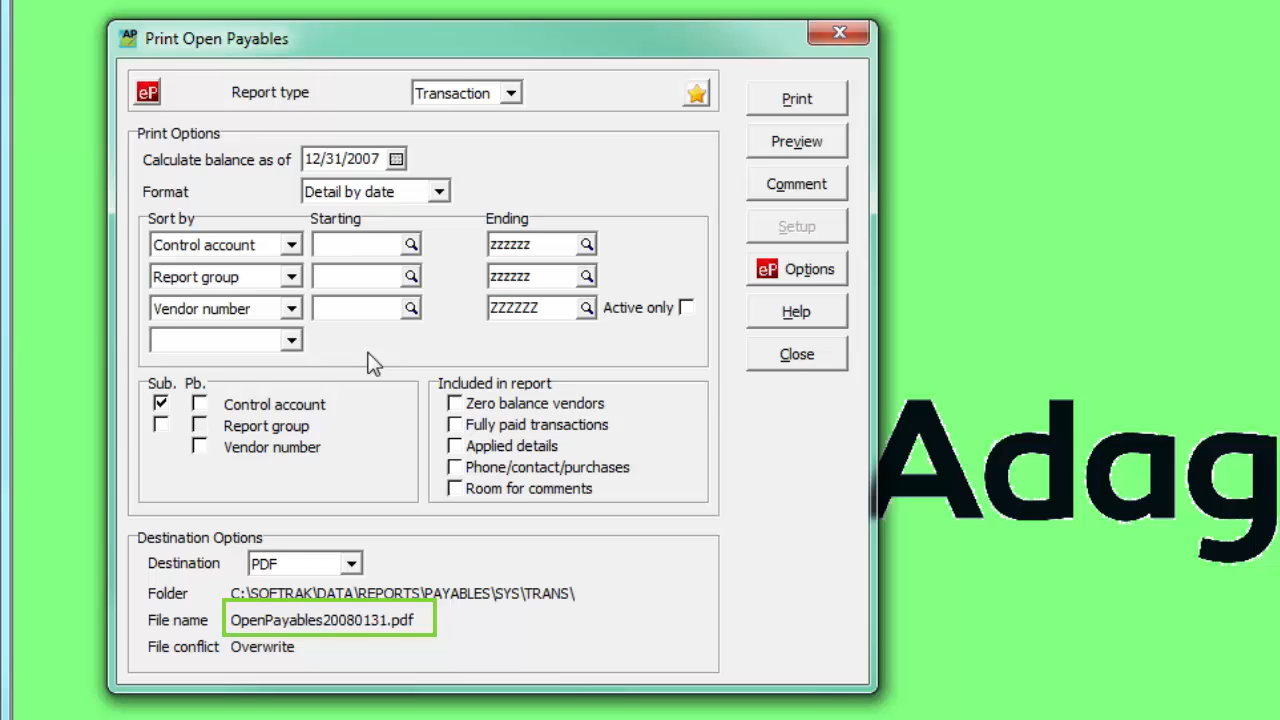 AP Print Open Payables
eP Report type Transaction
Print Options
Calculate balance as of 12/31/2007
Format Detail by date
Sort by Starting Ending
Control account zzzzzz
Report group zzzzzz
Vendor number ZZZZZZ Active only
Sub. Pb.
Control account
Report group
Vendor number
Included in report
Zero balance vendors
Fully paid transactions
Applied details
Phone/contact/purchases
Room for comments
Destination Options
Destination PDF
Folder C:\SOFTRAK\DATA\REPORTS\PAYABLES\SYS\TRANS\
File name OpenPayables20080131.pdf
File conflict Overwrite
Print
Preview
Comment
Setup
eP Options
Help
Close
Adag